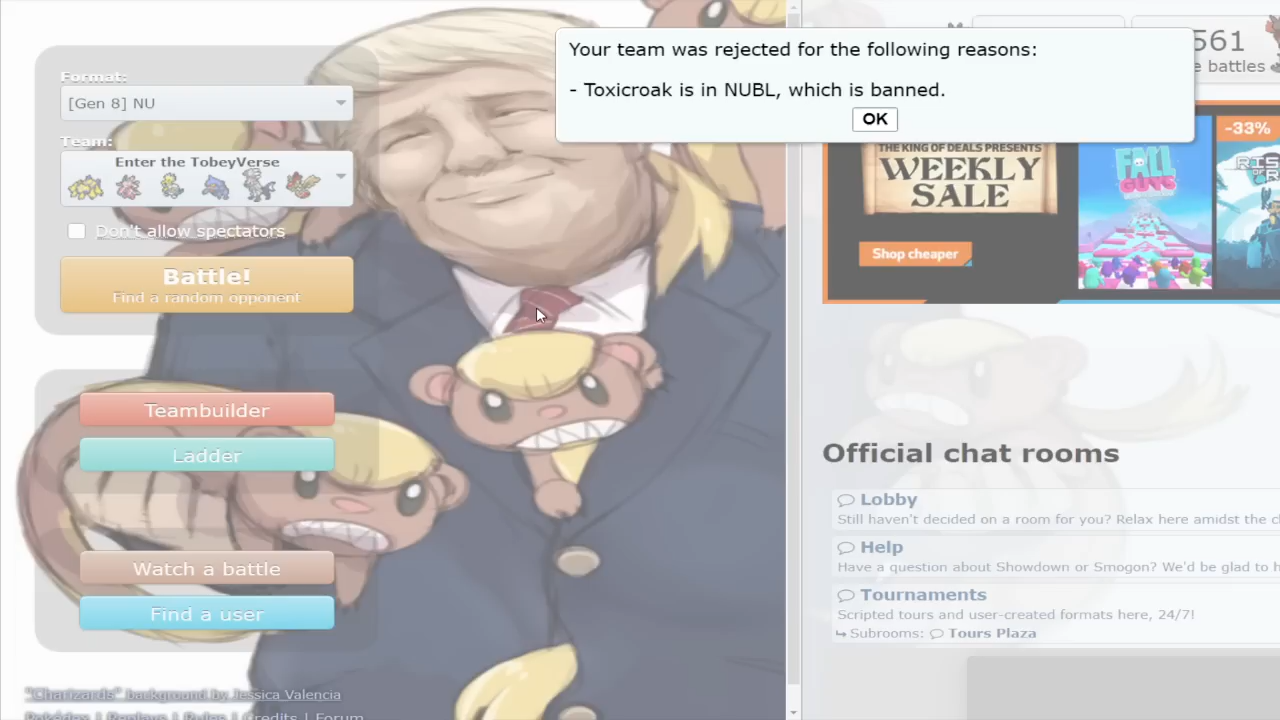 Format:
[Gen 8] NU
Team:
Enter the TobeyVerse
Don't allow spectators
Battle!
Find a random opponent
Teambuilder
Ladder
Watch a battle
Find a user
"Charizards" background by Jessica Valencia
Pokédex | Replays | Rules | Credits | Forum
Your team was rejected for the following reasons:
- Toxicroak is in NUBL, which is banned.
OK
561
battles
THE KING OF DEALS PRESENTS
WEEKLY
SALE
Shop cheaper
FALL
GUYS
-33%
Official chat rooms
Lobby
Still haven't decided on a room for you? Relax here amidst the
Help
Have a question about Showdown or Smogon? We'd be glad to
Tournaments
Scripted tours and user-created formats here, 24/7!
↳ Subrooms: Tours Plaza